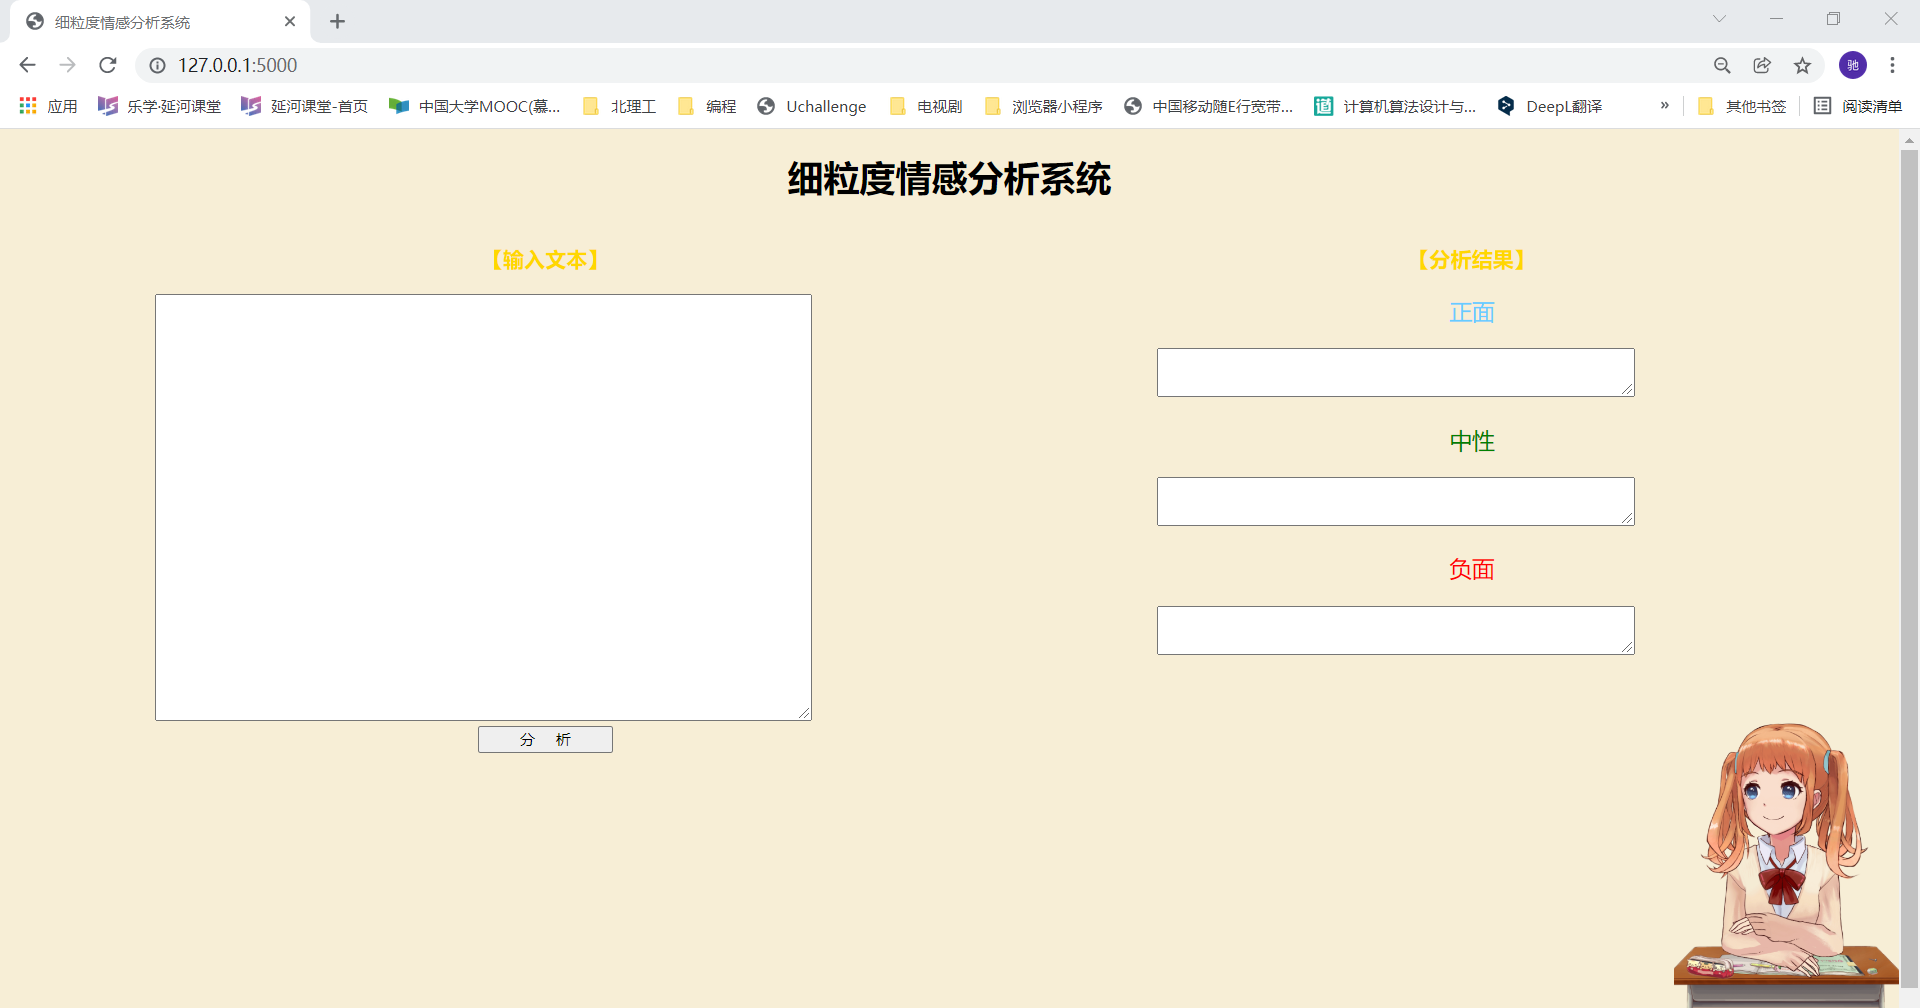 细粒度情感分析系统
127.0.0.1:5000
驰
应用 乐学·延河课堂 延河课堂-首页 中国大学MOOC(慕... 北理工 编程 Uchallenge 电视剧 浏览器小程序 中国移动随E行宽带... 计算机算法设计与... DeepL翻译 » 其他书签 阅读清单
细粒度情感分析系统
【输入文本】
【分析结果】
正面
中性
负面
分 析